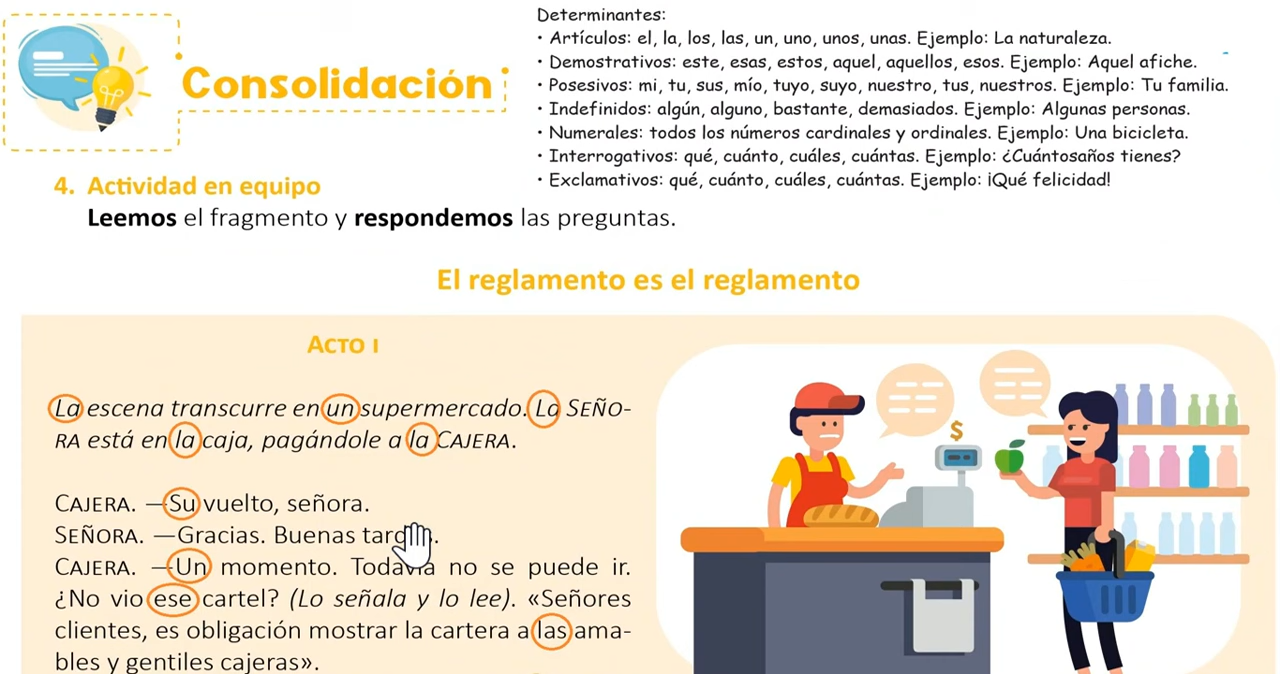 Consolidación
Determinantes:
• Artículos: el, la, los, las, un, uno, unos, unas. Ejemplo: La naturaleza.
• Demostrativos: este, esas, estos, aquel, aquellos, esos. Ejemplo: Aquel afiche.
• Posesivos: mi, tu, sus, mío, tuyo, suyo, nuestro, tus, nuestros. Ejemplo: Tu familia.
• Indefinidos: algún, alguno, bastante, demasiados. Ejemplo: Algunas personas.
• Numerales: todos los números cardinales y ordinales. Ejemplo: Una bicicleta.
• Interrogativos: qué, cuánto, cuáles, cuántas. Ejemplo: ¿Cuántosaños tienes?
• Exclamativos: qué, cuánto, cuáles, cuántas. Ejemplo: ¡Qué felicidad!
4. Actividad en equipo
Leemos el fragmento y respondemos las preguntas.
El reglamento es el reglamento
ACTO I
La escena transcurre en un supermercado. La SEÑO-
RA está en la caja, pagándole a la CAJERA.
CAJERA. —Su vuelto, señora.
SEÑORA. —Gracias. Buenas
CAJERA. —Un momento. Todavía no se puede ir.
¿No vio ese cartel? (Lo señala y lo lee). «Señores
clientes, es obligación mostrar la cartera a las ama-
bles y gentiles cajeras».
$